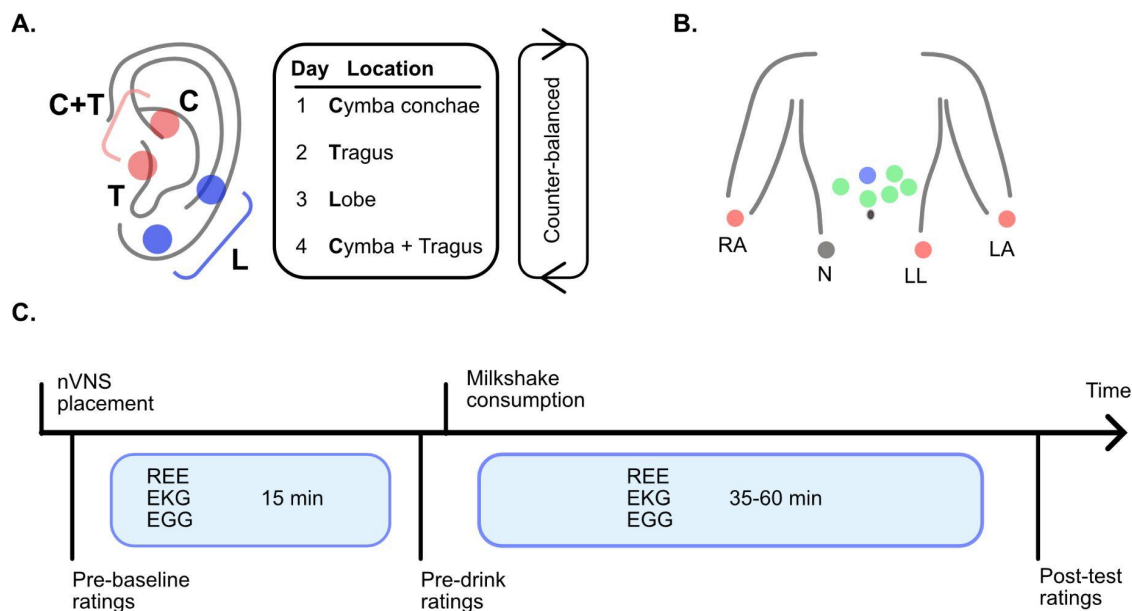 A.
C+T
C
T
L
Day Location
1 Cymba conchae
2 Tragus
3 Lobe
4 Cymba + Tragus
Counter-balanced
B.
RA
N
LL
LA
C.
nVNS
placement
Milkshake
consumption
Time
REE
EKG
EGG
15 min
REE
EKG
EGG
35-60 min
Pre-baseline
ratings
Pre-drink
ratings
Post-test
ratings